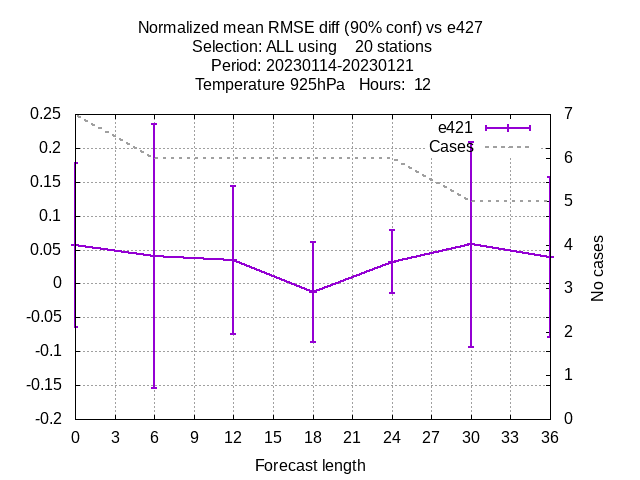 Normalized mean RMSE diff (90% conf) vs e427
Selection: ALL using    20 stations
Period: 20230114-20230121
Temperature 925hPa   Hours:  12
e421
Cases
0.25
0.2
0.15
0.1
0.05
0
-0.05
-0.1
-0.15
-0.2
7
6
5
4
3
2
1
0
No cases
0 3 6 9 12 15 18 21 24 27 30 33 36
Forecast length